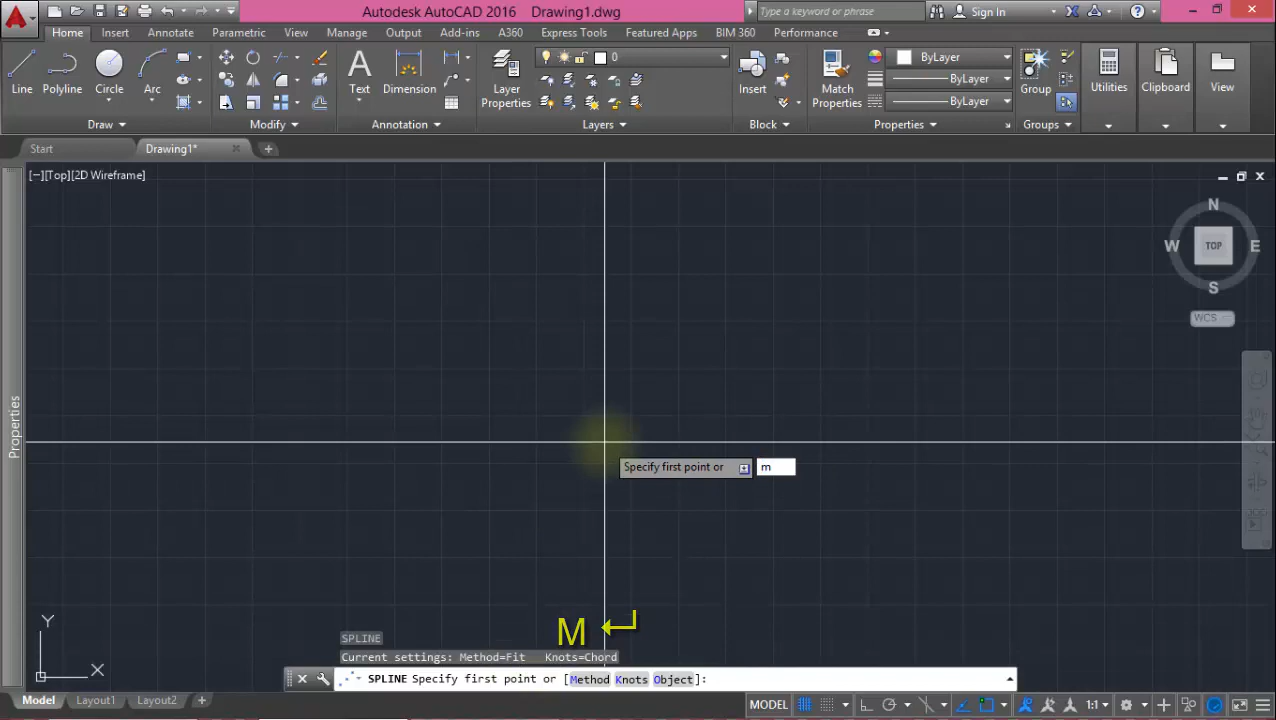 Autodesk AutoCAD 2016 Drawing1.dwg
Type a keyword or phrase
Sign In
Home Insert Annotate Parametric View Manage Output Add-ins A360 Express Tools Featured Apps BIM 360 Performance
Line
Polyline
Circle
Arc
Text
Dimension
Layer
Properties
0
Insert
Match
Properties
ByLayer
ByLayer
ByLayer
Group
Utilities
Clipboard
View
Draw Modify Annotation Layers Block Properties Groups
Start Drawing1*
[−][Top][2D Wireframe]
N
W TOP E
S
WCS
Properties
Specify first point or m
M
Y
X
SPLINE
Current settings: Method=Fit Knots=Chord
SPLINE Specify first point or [Method Knots Object]:
Model Layout1 Layout2 + MODEL 1:1